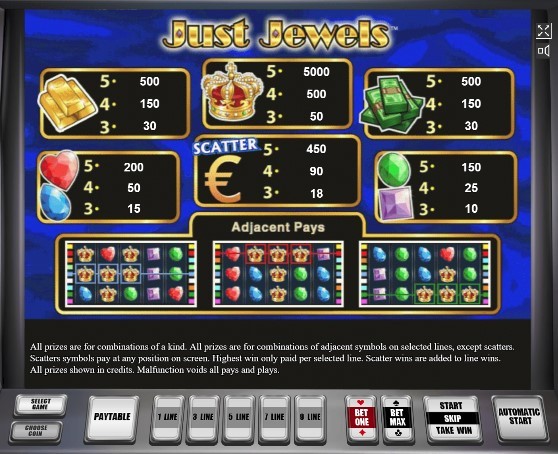 Just Jewels™
5• 500
4• 150
3• 30
5• 5000
4• 500
3• 50
5• 500
4• 150
3• 30
5• 200
4• 50
3• 15
SCATTER
€
5• 450
4• 90
3• 18
5• 150
4• 25
3• 10
Adjacent Pays
All prizes are for combinations of a kind. All prizes are for combinations of adjacent symbols on selected lines, except scatters.
Scatters symbols pay at any position on screen. Highest win only paid per selected line. Scatter wins are added to line wins.
All prizes shown in credits. Malfunction voids all pays and plays.
SELECT
GAME
CHOOSE
COIN
PAYTABLE
1 LINE
3 LINE
5 LINE
7 LINE
9 LINE
BET
ONE
BET
MAX
START
SKIP
TAKE WIN
AUTOMATIC
START